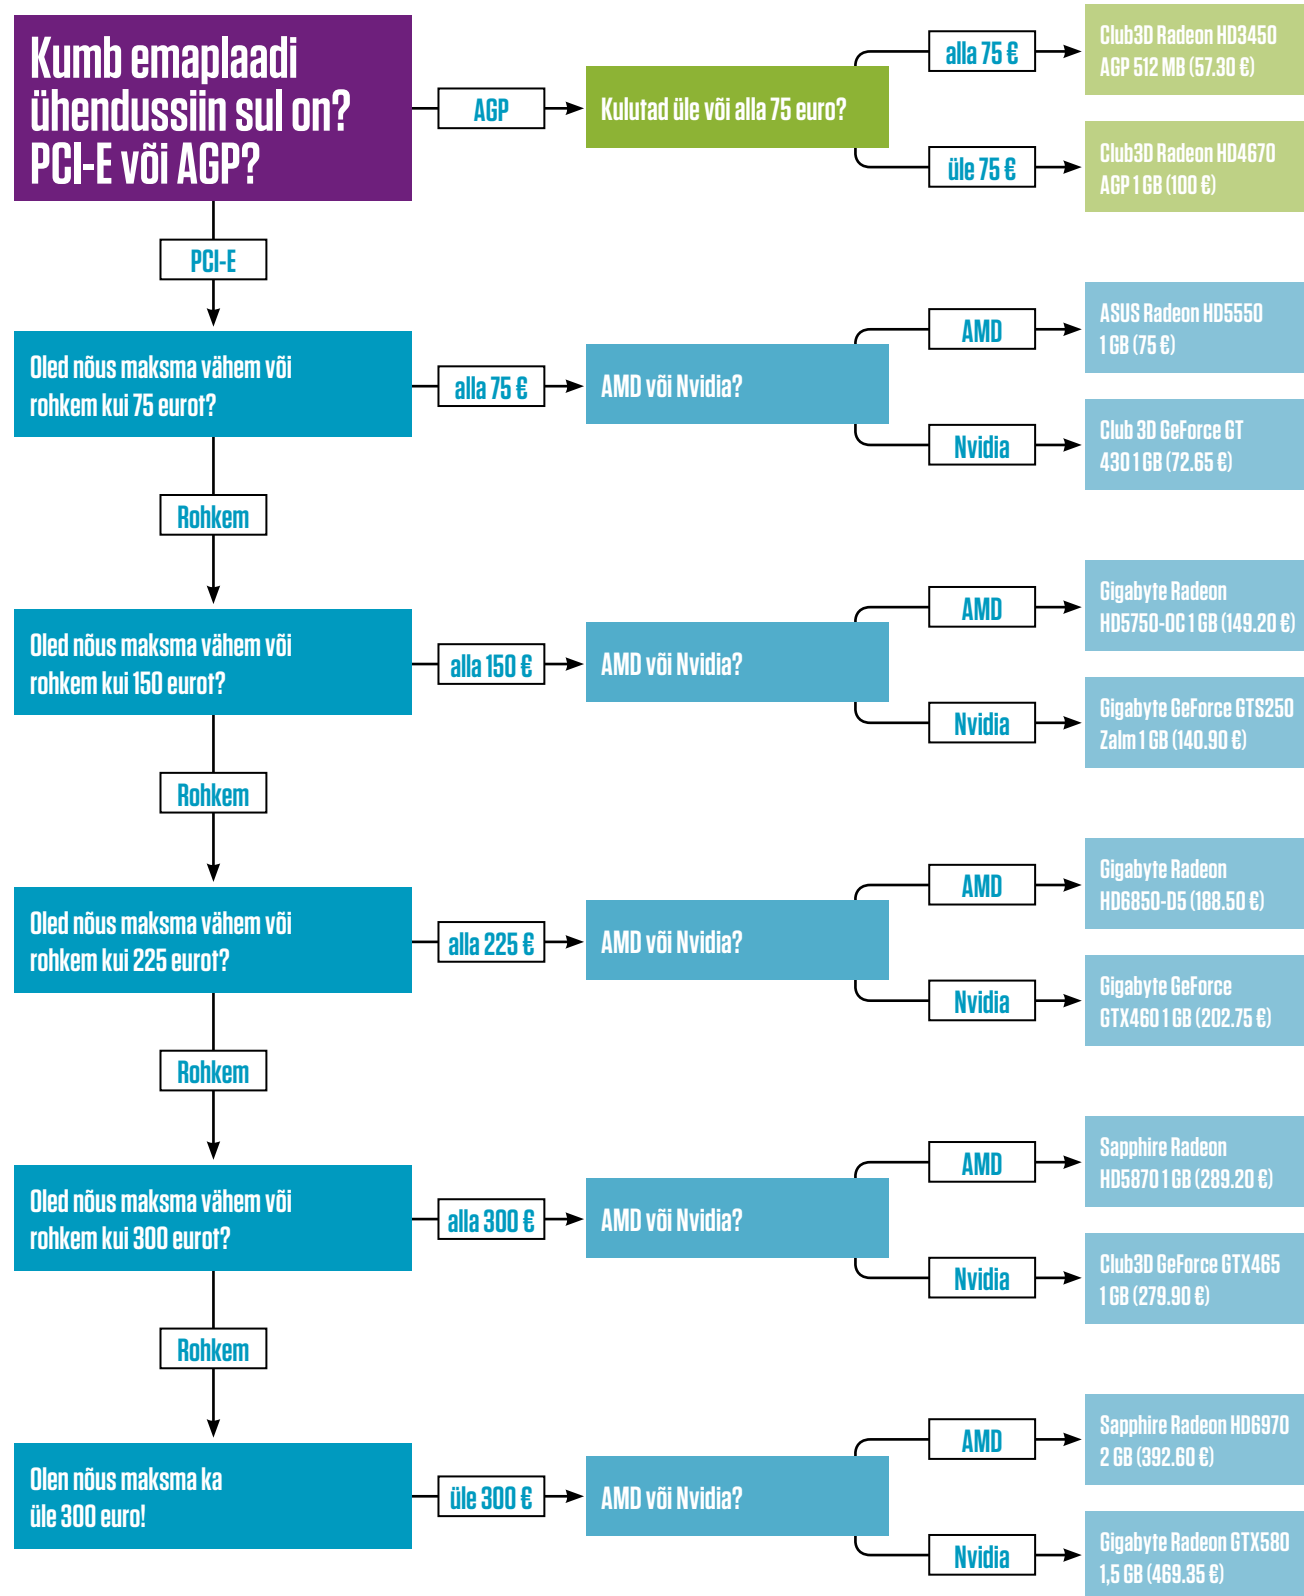 Kumb emaplaadi
ühendussiin sul on?
PCI-E või AGP?
AGP
Kulutad üle või alla 75 euro?
alla 75 €
Club3D Radeon HD3450
AGP 512 MB (57.30 €)
üle 75 €
Club3D Radeon HD4670
AGP 1 GB (100 €)
PCI-E
Oled nõus maksma vähem või
rohkem kui 75 eurot?
alla 75 €
AMD või Nvidia?
AMD
ASUS Radeon HD5550
1 GB (75 €)
Nvidia
Club 3D GeForce GT
430 1 GB (72.65 €)
Rohkem
Oled nõus maksma vähem või
rohkem kui 150 eurot?
alla 150 €
AMD või Nvidia?
AMD
Gigabyte Radeon
HD5750-OC 1 GB (149.20 €)
Nvidia
Gigabyte GeForce GTS250
Zalm 1 GB (140.90 €)
Rohkem
Oled nõus maksma vähem või
rohkem kui 225 eurot?
alla 225 €
AMD või Nvidia?
AMD
Gigabyte Radeon
HD6850-D5 (188.50 €)
Nvidia
Gigabyte GeForce
GTX460 1 GB (202.75 €)
Rohkem
Oled nõus maksma vähem või
rohkem kui 300 eurot?
alla 300 €
AMD või Nvidia?
AMD
Sapphire Radeon
HD5870 1 GB (289.20 €)
Nvidia
Club3D GeForce GTX465
1 GB (279.90 €)
Rohkem
Olen nõus maksma ka
üle 300 euro!
üle 300 €
AMD või Nvidia?
AMD
Sapphire Radeon HD6970
2 GB (392.60 €)
Nvidia
Gigabyte Radeon GTX580
1,5 GB (469.35 €)